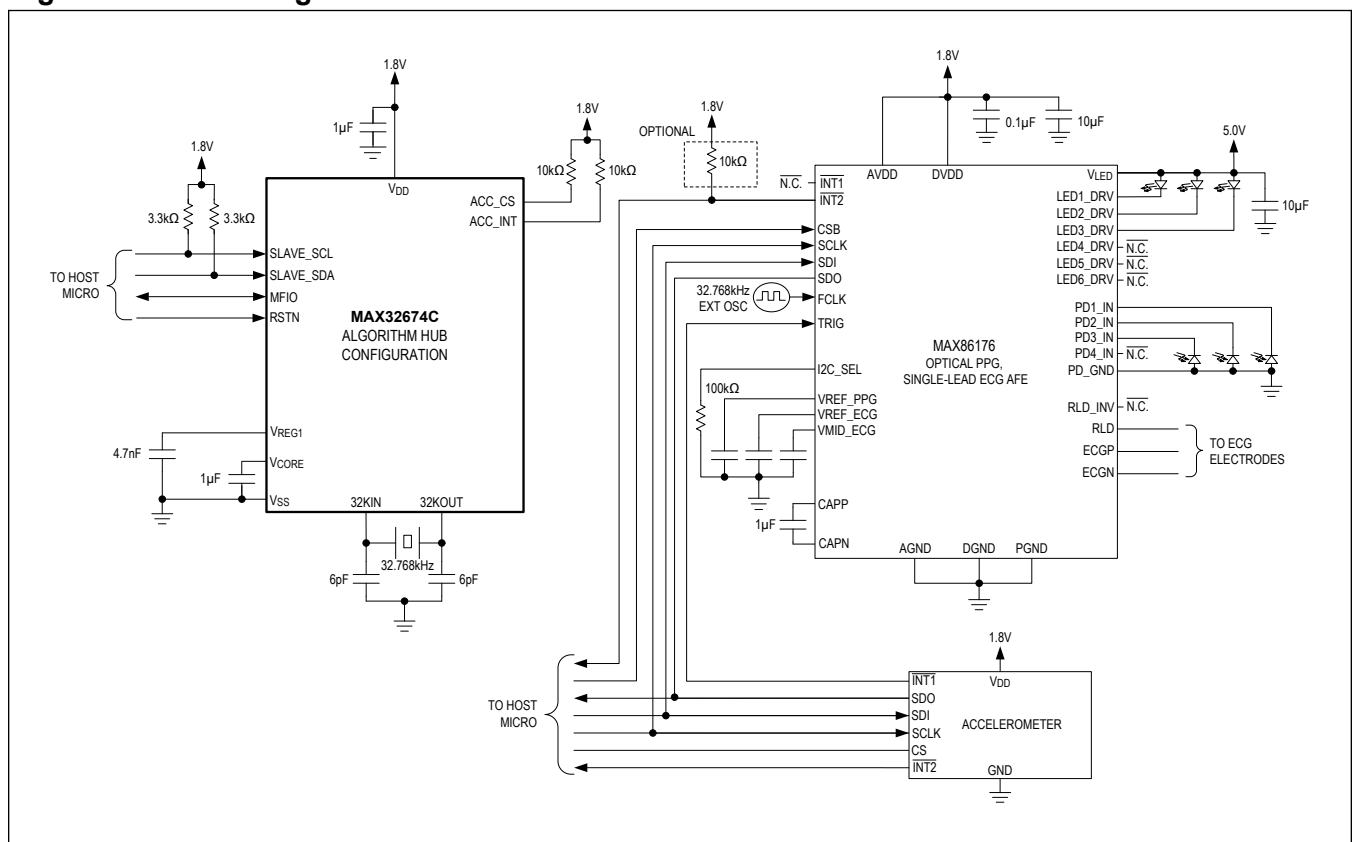 1.8V
1µF
1.8V
10kΩ
10kΩ
1.8V
3.3kΩ
3.3kΩ
VDD
ACC_CS
ACC_INT
SLAVE_SCL
SLAVE_SDA
MFIO
RSTN
TO HOST
MICRO
MAX32674C
ALGORITHM HUB
CONFIGURATION
VREG1
VCORE
VSS
4.7nF
1µF
32KIN
32KOUT
32.768kHz
6pF
6pF
1.8V
OPTIONAL
10kΩ
1.8V
0.1µF
10µF
5.0V
10µF
AVDD
DVDD
N.C.
INT1
INT2
CSB
SCLK
SDI
SDO
FCLK
TRIG
32.768kHz
EXT OSC
I2C_SEL
100kΩ
VREF_PPG
VREF_ECG
VMID_ECG
CAPP
1µF
CAPN
MAX86176
OPTICAL PPG,
SINGLE-LEAD ECG AFE
VLED
LED1_DRV
LED2_DRV
LED3_DRV
LED4_DRV N.C.
LED5_DRV N.C.
LED6_DRV N.C.
PD1_IN
PD2_IN
PD3_IN
PD4_IN N.C.
PD_GND
RLD_INV N.C.
RLD
ECGP
ECGN
TO ECG
ELECTRODES
AGND
DGND
PGND
TO HOST
MICRO
1.8V
INT1
SDO
SDI
SCLK
CS
INT2
VDD
ACCELEROMETER
GND